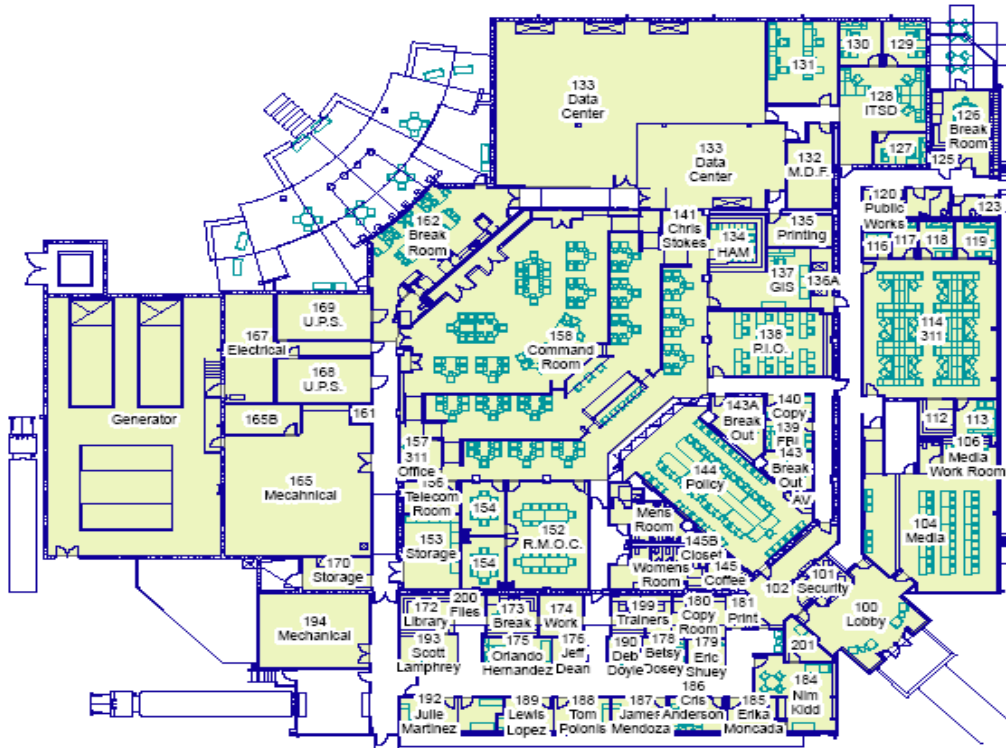 130
129
131
133
Data
Center
128
ITSD
126
Break
Room
133
Data
Center
127
125
132
M.D.F.
120
Public
Works
123
162
Break
Room
141
Chris
Stokes
135
Printing
134
HAM
116
117
118
119
137
GIS
136A
169
U.P.S.
167
Electrical
158
Command
Room
138
P.I.O.
114
311
168
U.P.S.
Generator
165B
161
143A
Break
Out
140
Copy
139
FBI
143
Break
Out
AV
112
113
106
Media
Work Room
157
311
Office
156
Telecom
Room
144
Policy
165
Mecahnical
154
152
R.M.O.C.
Mens
Room
104
Media
153
Storage
154
145B
Closet
Womens
Room
145
Coffee
170
Storage
102
101
Security
100
Lobby
194
Mechanical
172
Library
200
Files
173
Break
174
Work
199
Trainers
180
Copy
Room
181
Print
193
Scott
Lamphrey
175
Orlando
Hernandez
176
Jeff
Dean
190
Deb
Doyle
178
Betsy
Dosey
179
Eric
Shuey
201
184
Nim
Kidd
192
Julie
Martinez
189
Lewis
Lopez
188
Tom
Polonis
187
James
Mendoza
186
Cris
Anderson
185
Erika
Moncada